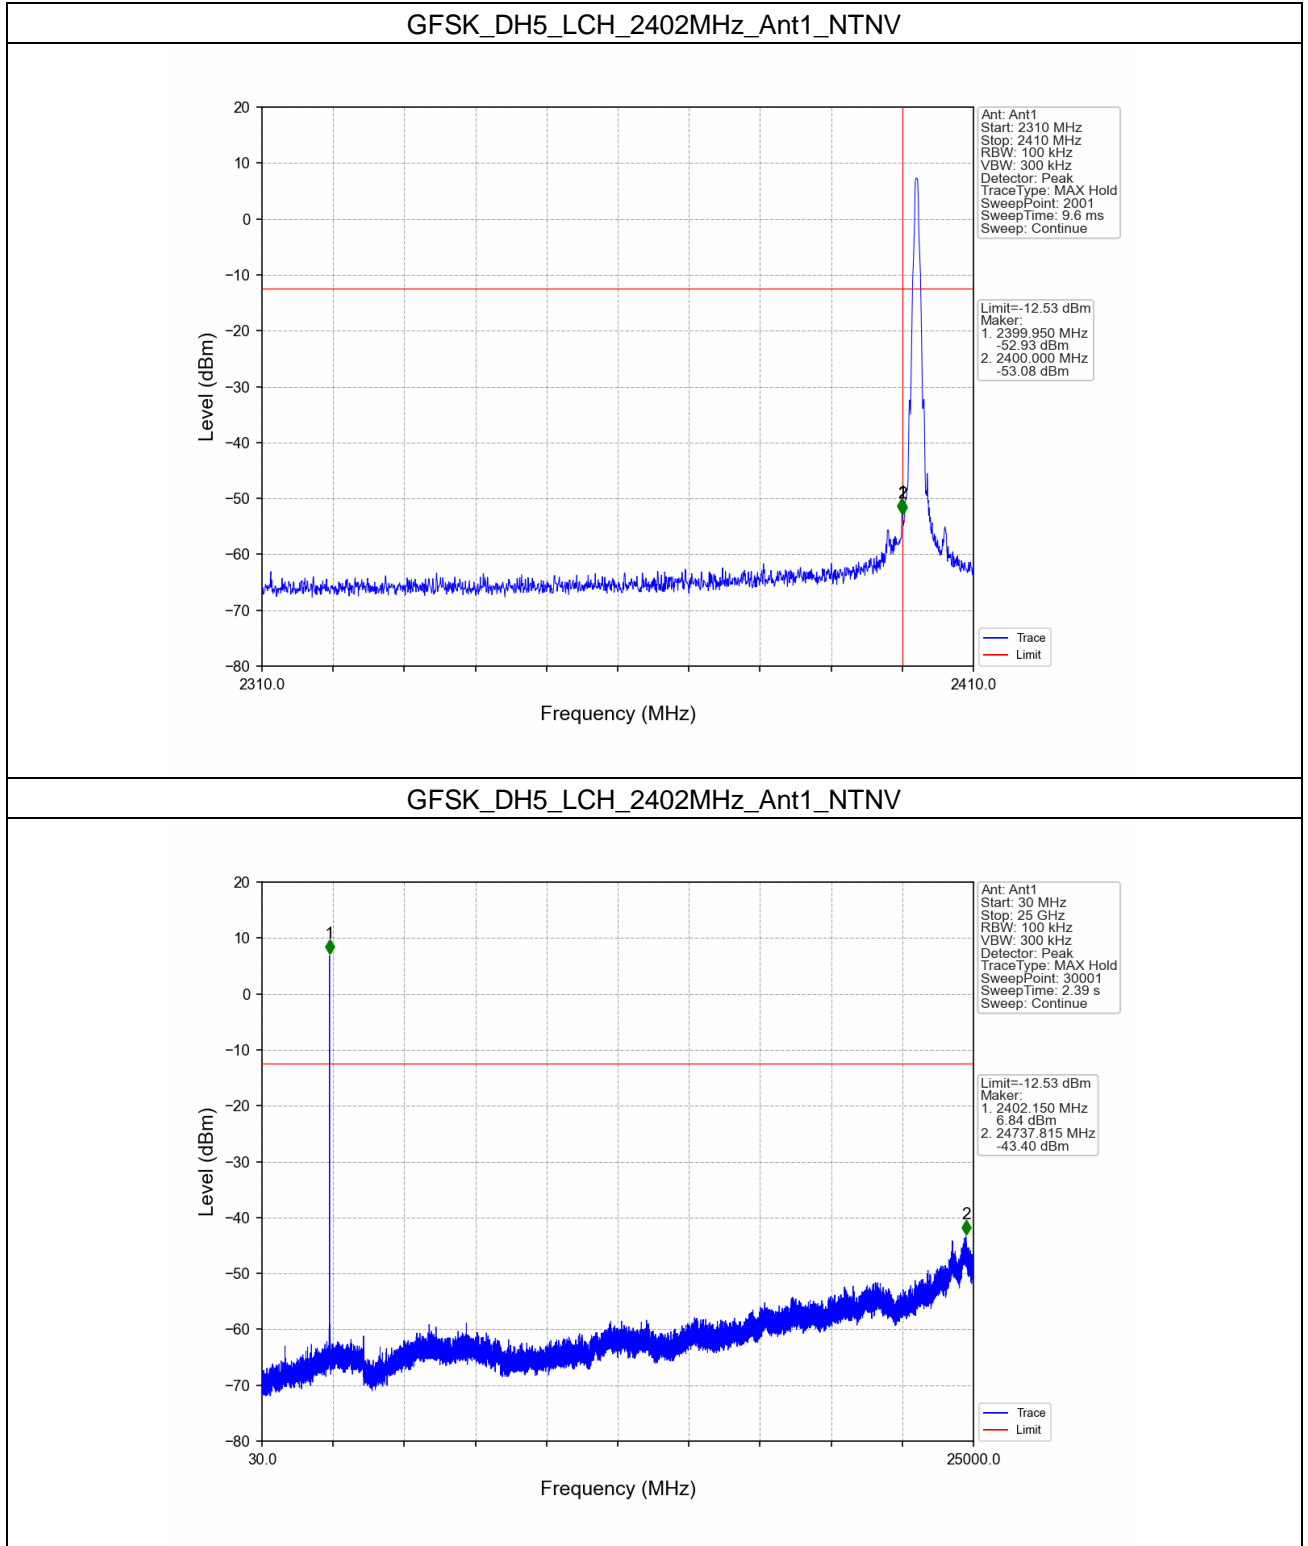 GFSK_DH5_LCH_2402MHz_Ant1_NTNV
20
10
0
−10
−20
−30
−40
−50
−60
−70
−80
Level (dBm)
2
2310.0
2410.0
Frequency (MHz)
Ant: Ant1
Start: 2310 MHz
Stop: 2410 MHz
RBW: 100 kHz
VBW: 300 kHz
Detector: Peak
TraceType: MAX Hold
SweepPoint: 2001
SweepTime: 9.6 ms
Sweep: Continue
Limit=-12.53 dBm
Maker:
1. 2399.950 MHz
-52.93 dBm
2. 2400.000 MHz
-53.08 dBm
Trace
Limit
GFSK_DH5_LCH_2402MHz_Ant1_NTNV
20
10
0
−10
−20
−30
−40
−50
−60
−70
−80
Level (dBm)
1
2
30.0
25000.0
Frequency (MHz)
Ant: Ant1
Start: 30 MHz
Stop: 25 GHz
RBW: 100 kHz
VBW: 300 kHz
Detector: Peak
TraceType: MAX Hold
SweepPoint: 30001
SweepTime: 2.39 s
Sweep: Continue
Limit=-12.53 dBm
Maker:
1. 2402.150 MHz
6.84 dBm
2. 24737.815 MHz
-43.40 dBm
Trace
Limit